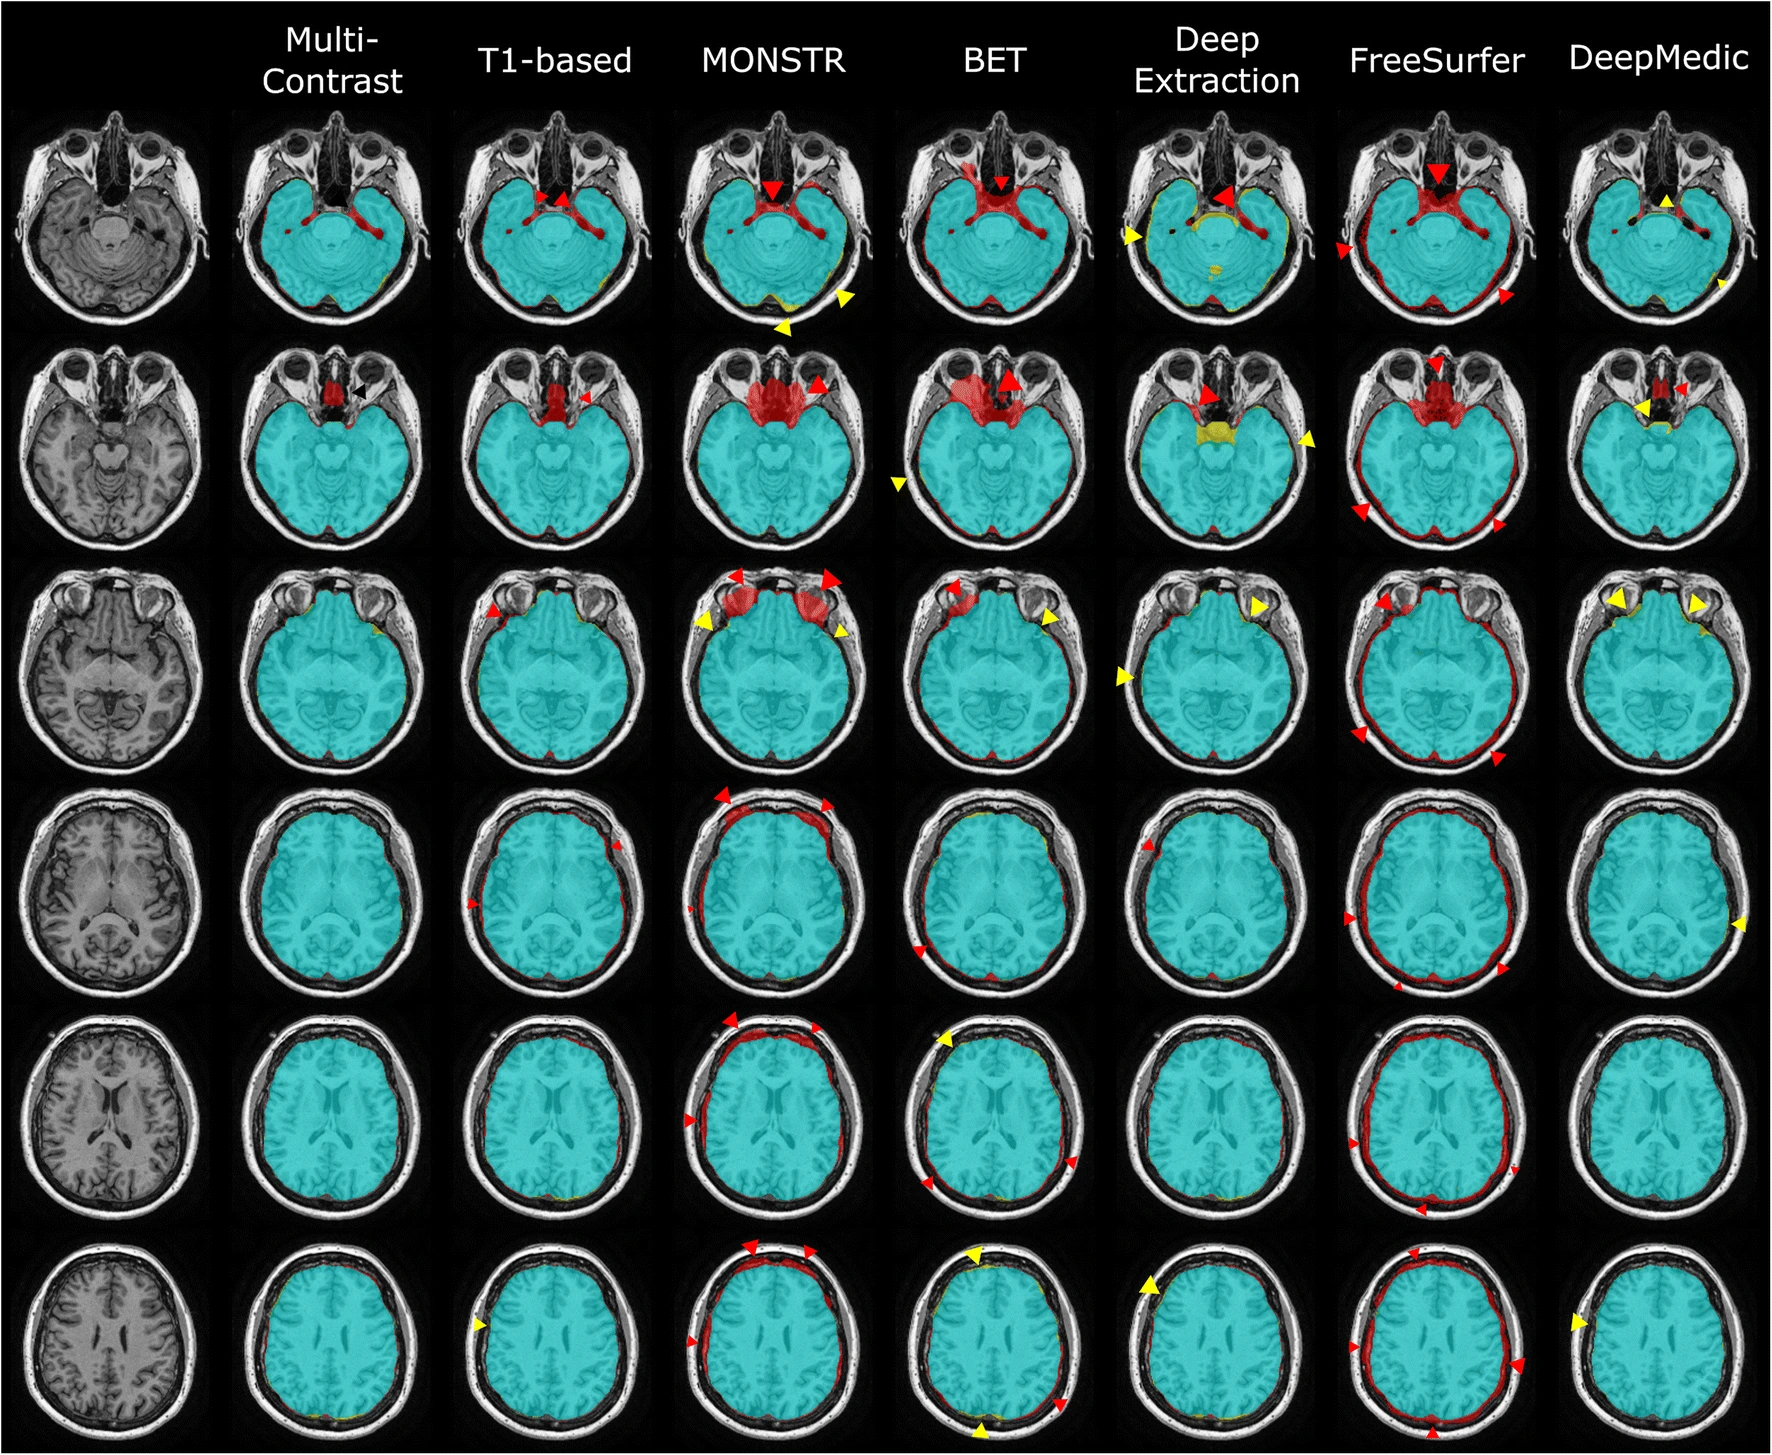 Multi-
Contrast
T1-based
MONSTR
BET
Deep
Extraction
FreeSurfer
DeepMedic